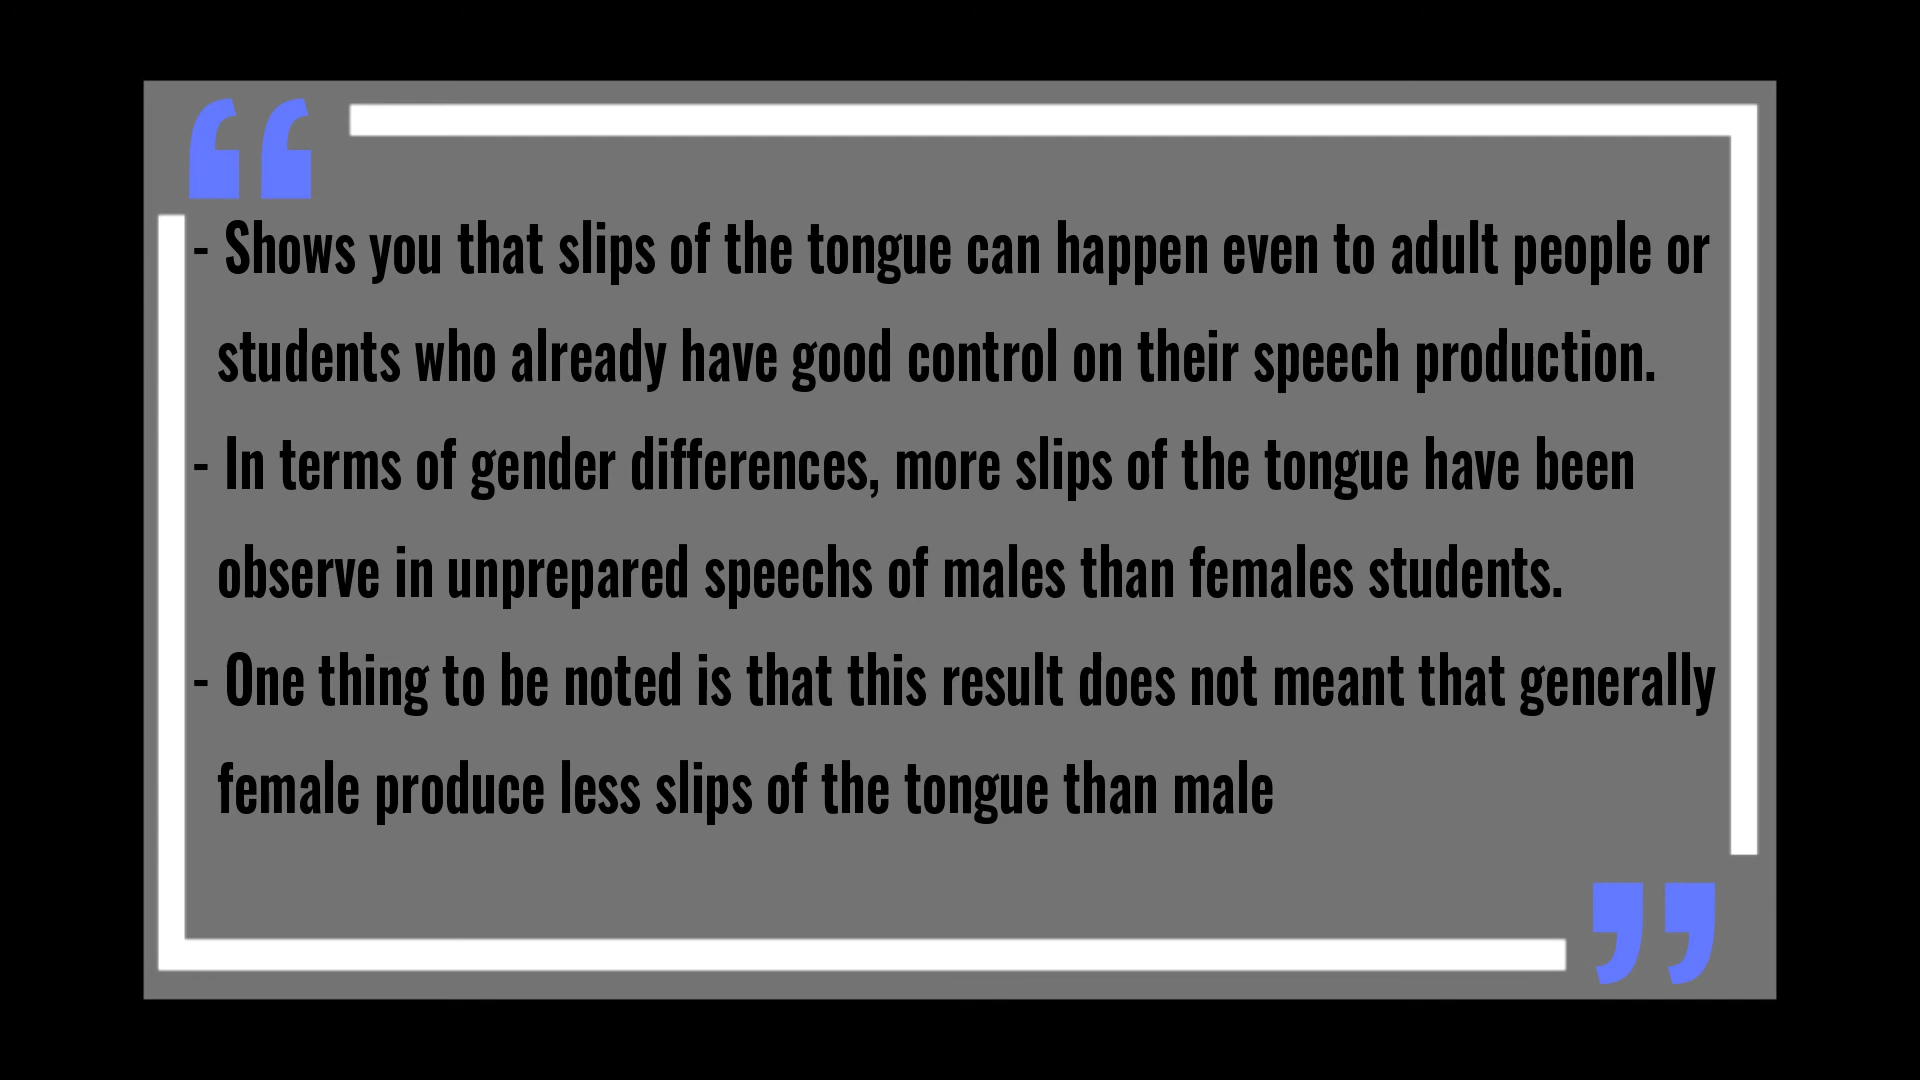 - Shows you that slips of the tongue can happen even to adult people or
students who already have good control on their speech production.
- In terms of gender differences, more slips of the tongue have been
observe in unprepared speechs of males than females students.
- One thing to be noted is that this result does not meant that generally
female produce less slips of the tongue than male